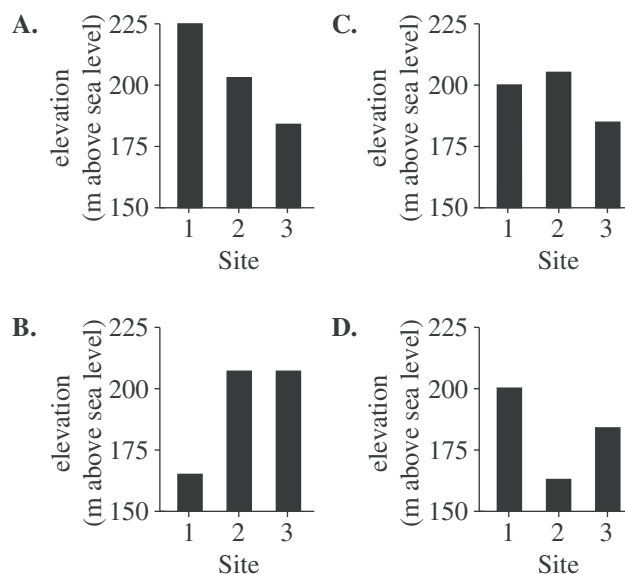 A.
elevation
(m above sea level)
225
200
175
150
1 2 3
Site
C.
elevation
(m above sea level)
225
200
175
150
1 2 3
Site
B.
elevation
(m above sea level)
225
200
175
150
1 2 3
Site
D.
elevation
(m above sea level)
225
200
175
150
1 2 3
Site